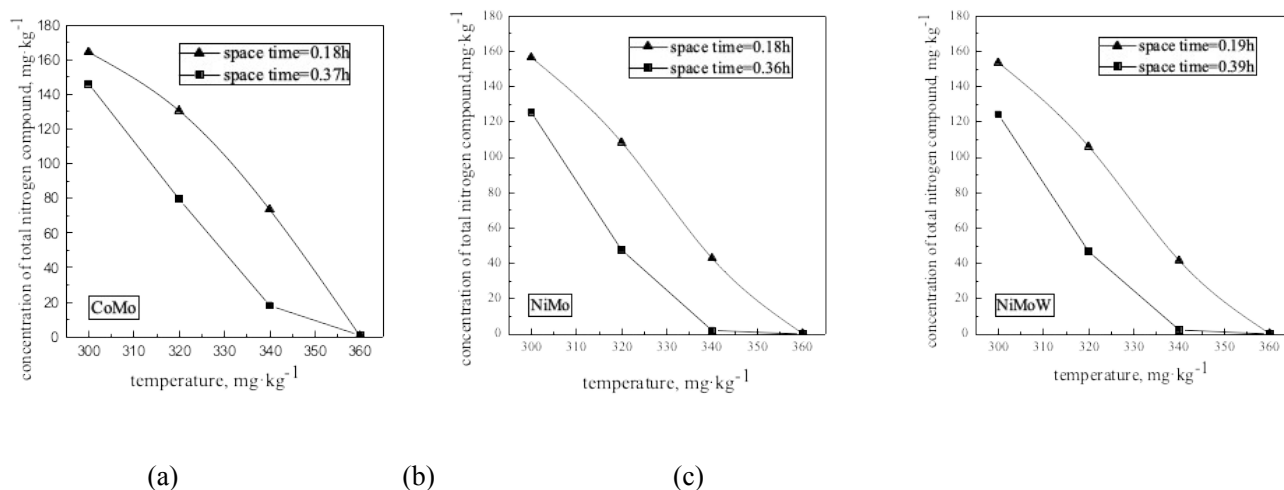 concentration of total nitrogen compound, mg·kg-1
180
160
140
120
100
80
60
40
20
0
space time=0.18h
space time=0.37h
CoMo
300 310 320 330 340 350 360
temperature, mg·kg-1
concentration of total nitrogen compound,mg·kg-1
180
160
140
120
100
80
60
40
20
0
space time=0.18h
space time=0.36h
NiMo
300 310 320 330 340 350 360
temperature, mg·kg-1
concentration of total nitrogen compound, mg·kg-1
180
160
140
120
100
80
60
40
20
0
space time=0.19h
space time=0.39h
NiMoW
300 310 320 330 340 350 360
temperature, mg·kg-1
(a) (b) (c)